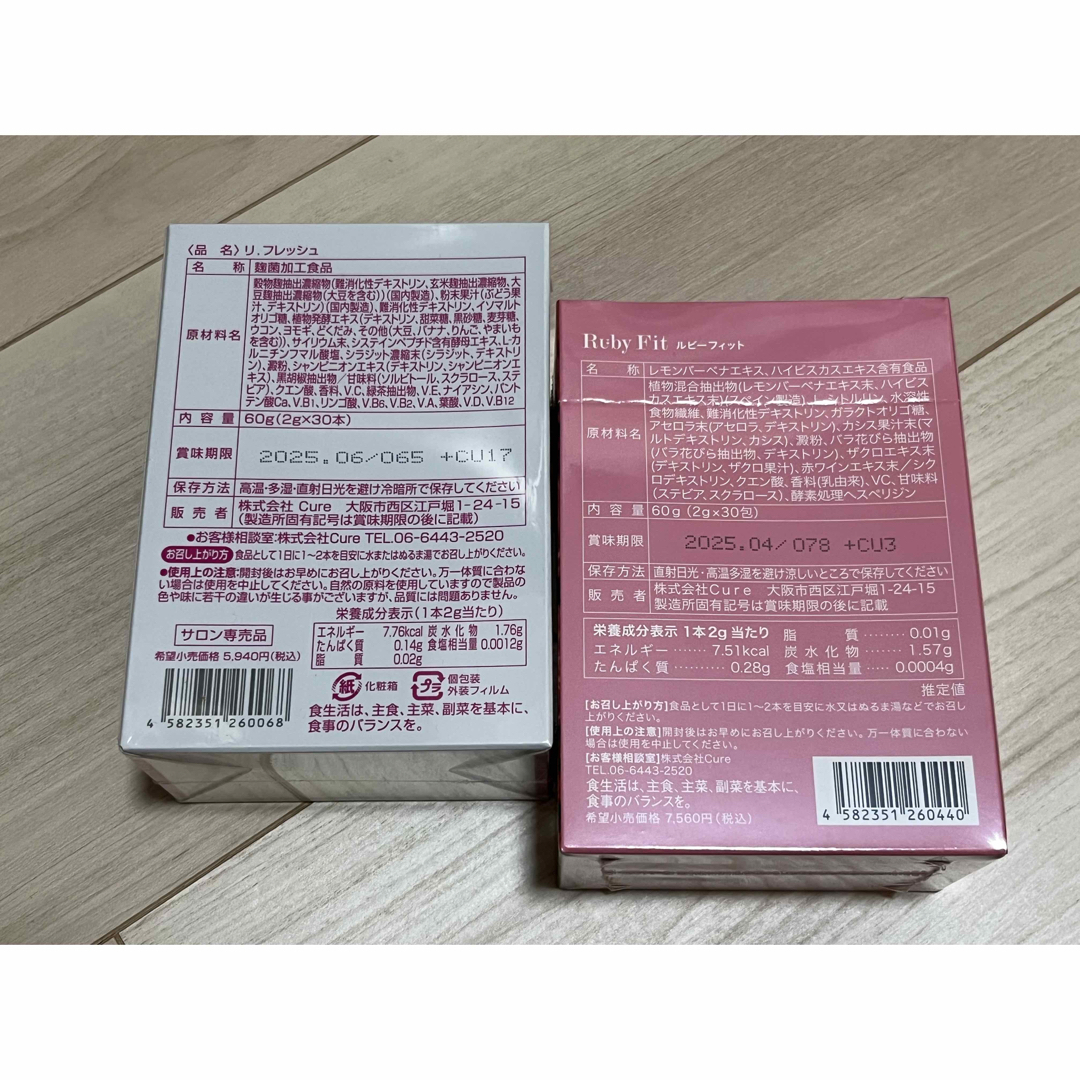 〈品 名〉リ.フレッシュ
名 称 麹菌加工食品
原材料名
穀物麹抽出濃縮物(難消化性デキストリン、玄米麹抽出濃縮物、大
豆麹抽出濃縮物(大豆を含む))(国内製造)、粉末果汁(ぶどう果
汁、デキストリン)(国内製造)、難消化性デキストリン、イソマルト
オリゴ糖、植物発酵エキス(デキストリン、甜菜糖、黒砂糖、麦芽糖、
ウコン、ヨモギ、どくだみ、その他(大豆、バナナ、りんご、やまいも
を含む))、サイリウム末、システインペプチド含有酵母エキス、L-カ
ルニチンフマル酸塩、シラジット濃縮末(シラジット、デキストリ
ン)、澱粉、シャンピニオンエキス(デキストリン、シャンピニオンエ
キス)、黒胡椒抽出物/甘味料(ソルビトール、スクラロース、ステ
ビア)、クエン酸、香料、V.C、緑茶抽出物、V.E、ナイアシン、パント
テン酸Ca、V.B1、リンゴ酸、V.B6、V.B2、V.A、葉酸、V.D、V.B12
内 容 量 60g(2g×30本)
賞味期限 2025.06/065 +CU17
保存方法 高温・多湿・直射日光を避け冷暗所で保存してください
販 売 者 株式会社 Cure 大阪市西区江戸堀1-24-15
(製造所固有記号は賞味期限の後に記載)
●お客様相談室:株式会社Cure TEL.06-6443-2520
お召し上がり方 食品として1日に1〜2本を目安に水またはぬるま湯でお召し上がりください。
●使用上の注意:開封後はお早めにお召し上がりください。万一体質に合わな
い場合は使用を中止してください。自然の原料を使用していますので製品の
色や味に若干の違いが生じる事がございますが、品質には問題ありません。
栄養成分表示(1本2g当たり)
エネルギー 7.76kcal 炭水化物 1.76g
たんぱく質 0.14g 食塩相当量 0.0012g
脂 質 0.02g
サロン専売品
希望小売価格 5,940円(税込)
紙 化粧箱
プラ 個包装
外装フィルム
4 582351 260068
食生活は、主食、主菜、副菜を基本に、
食事のバランスを。
Ruby Fit ルビーフィット
名 称 レモンバーベナエキス、ハイビスカスエキス含有食品
原材料名
植物混合抽出物(レモンバーベナエキス末、ハイビス
カスエキス末)(スペイン製造)、エリスリトール、水溶性
食物繊維、難消化性デキストリン、ガラクトオリゴ糖、
アセロラ末(アセロラ、デキストリン)、カシス果汁末(マ
ルトデキストリン、カシス)、澱粉、バラ花びら抽出物
(バラ花びら抽出物、デキストリン)、ザクロエキス末
(デキストリン、ザクロ果汁)、赤ワインエキス末/シク
ロデキストリン、クエン酸、香料(乳由来)、VC、甘味料
(ステビア、スクラロース)、酵素処理ヘスペリジン
内 容 量 60g(2g×30包)
賞味期限 2025.04/078 +CU3
保存方法 直射日光・高温多湿を避け涼しいところで保存してください
販 売 者 株式会社Cure 大阪市西区江戸堀1-24-15
製造所固有記号は賞味期限の後に記載
栄養成分表示 1本2g当たり 脂 質 ········ 0.01g
エネルギー ······ 7.51kcal 炭水化物 ······ 1.57g
たんぱく質 ········ 0.28g 食塩相当量 ····· 0.0004g
推定値
[お召し上がり方]食品として1日に1〜2本を目安に水又はぬるま湯などでお召し
上がりください。
[使用上の注意]開封後はお早めにお召し上がりください。万一体質に合わない
場合は使用を中止してください。
[お客様相談室]株式会社Cure
TEL.06-6443-2520
食生活は、主食、主菜、副菜を基本に、
食事のバランスを。
希望小売価格 7,560円(税込)
4 582351 260440